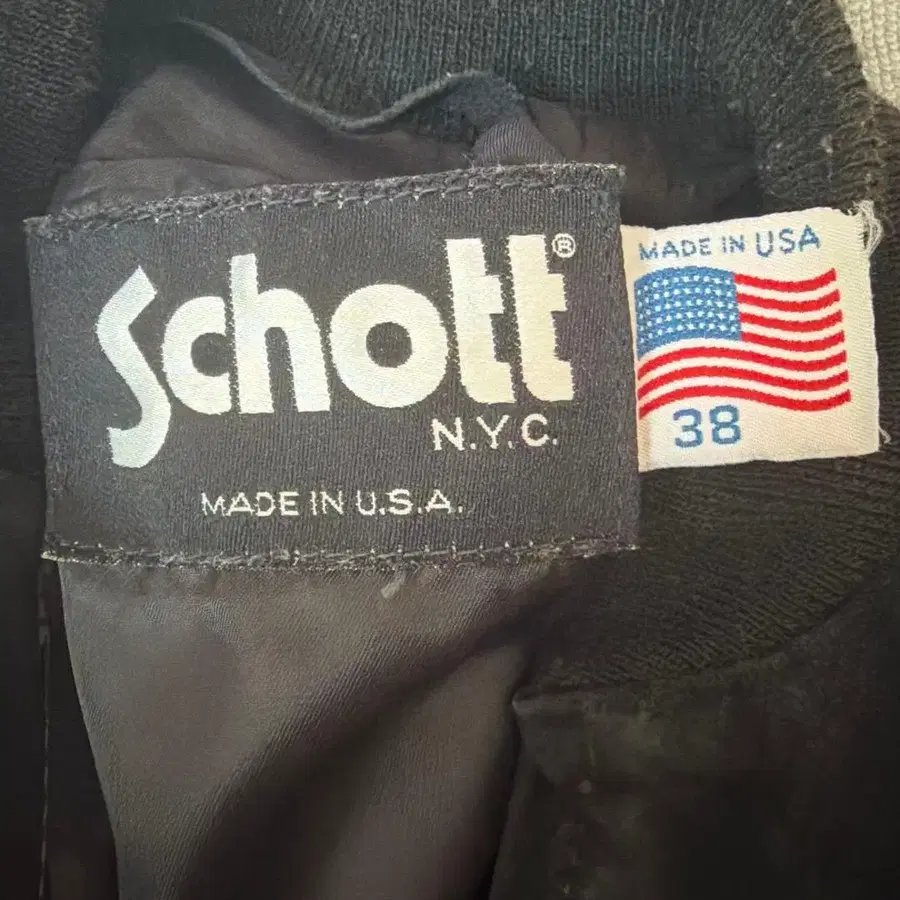 Schott®
N.Y.C.
MADE IN U.S.A.
MADE IN USA
38